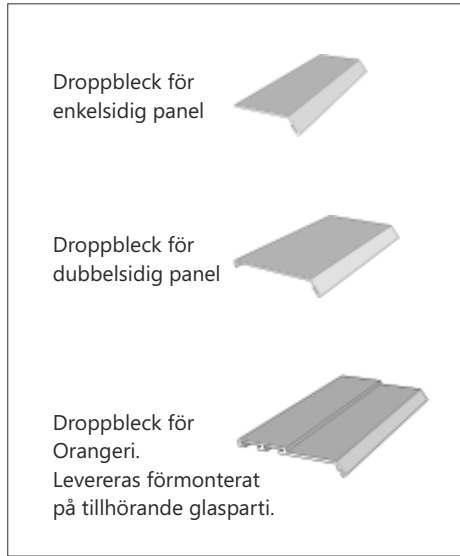 Droppbleck för
enkelsidig panel
Droppbleck för
dubbelsidig panel
Droppbleck för
Orangeri.
Levereras förmonterat
på tillhörande glasparti.